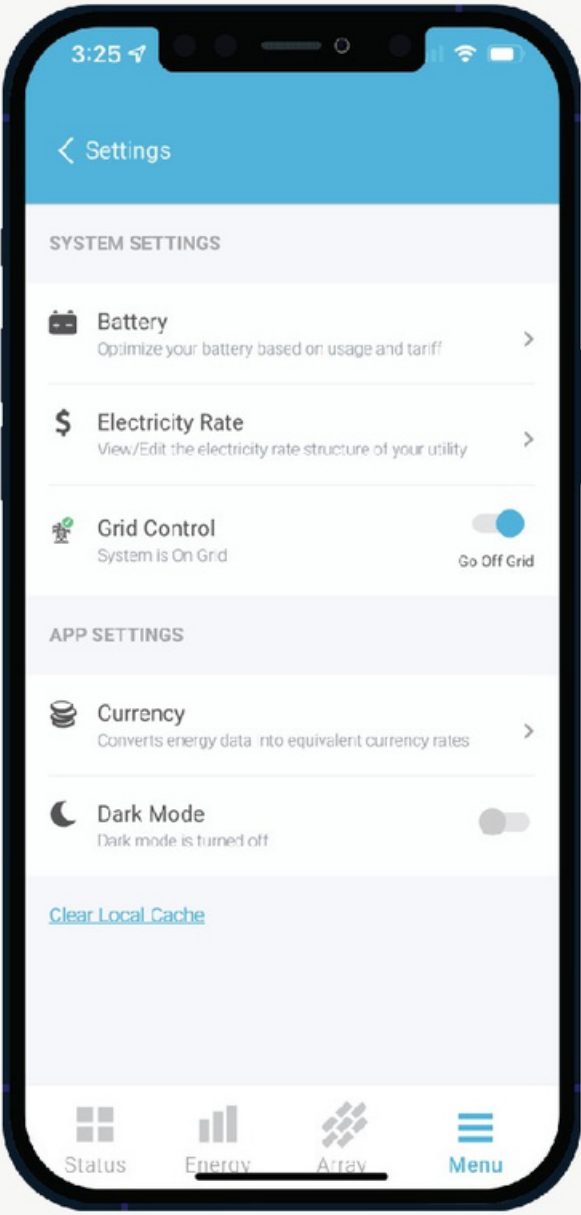 3:25
Settings
SYSTEM SETTINGS
Battery
Optimize your battery based on usage and tariff
$ Electricity Rate
View/Edit the electricity rate structure of your utility
Grid Control
System is On Grid
Go Off Grid
APP SETTINGS
Currency
Converts energy data into equivalent currency rates
Dark Mode
Dark mode is turned off
Clear Local Cache
Status Energy Array Menu